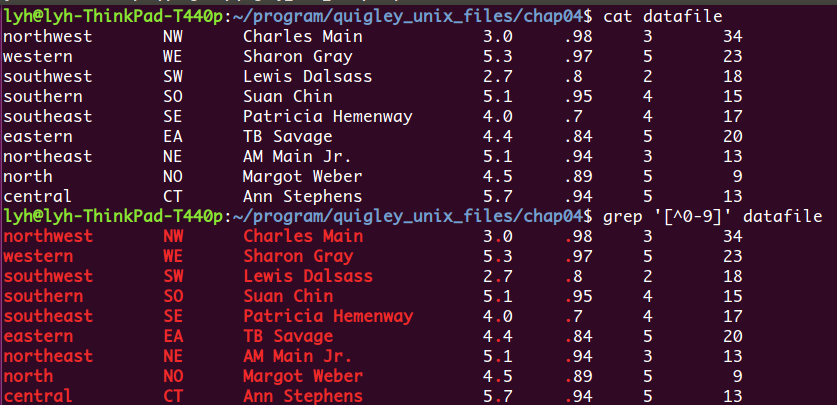 lyh@lyh-ThinkPad-T440p:~/program/quigley_unix_files/chap04$ cat datafile
northwest NW Charles Main 3.0 .98 3 34
western WE Sharon Gray 5.3 .97 5 23
southwest SW Lewis Dalsass 2.7 .8 2 18
southern SO Suan Chin 5.1 .95 4 15
southeast SE Patricia Hemenway 4.0 .7 4 17
eastern EA TB Savage 4.4 .84 5 20
northeast NE AM Main Jr. 5.1 .94 3 13
north NO Margot Weber 4.5 .89 5 9
central CT Ann Stephens 5.7 .94 5 13
lyh@lyh-ThinkPad-T440p:~/program/quigley_unix_files/chap04$ grep '[^0-9]' datafile
northwest NW Charles Main 3.0 .98 3 34
western WE Sharon Gray 5.3 .97 5 23
southwest SW Lewis Dalsass 2.7 .8 2 18
southern SO Suan Chin 5.1 .95 4 15
southeast SE Patricia Hemenway 4.0 .7 4 17
eastern EA TB Savage 4.4 .84 5 20
northeast NE AM Main Jr. 5.1 .94 3 13
north NO Margot Weber 4.5 .89 5 9
central CT Ann Stephens 5.7 .94 5 13